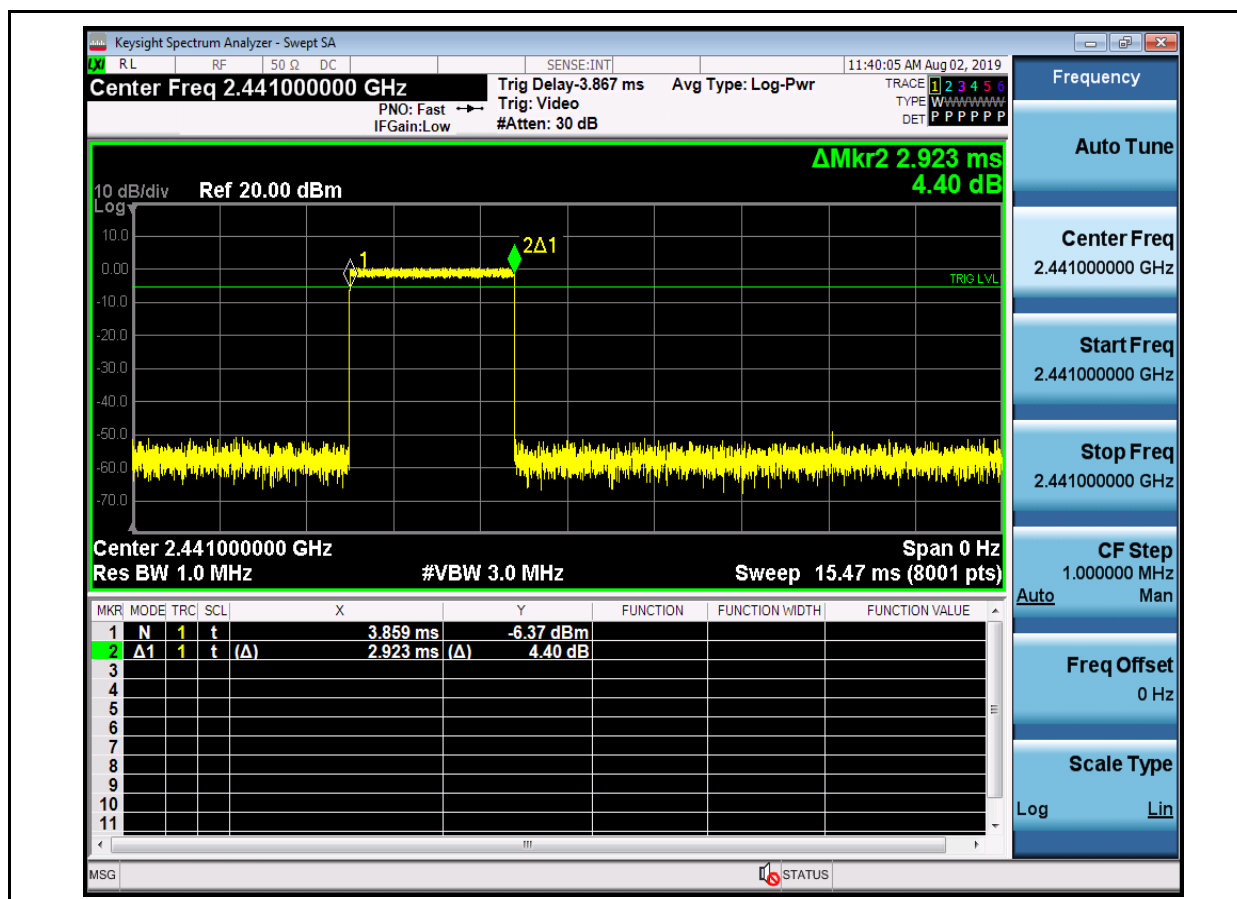 Keysight Spectrum Analyzer - Swept SA
LXI RL RF 50 Ω DC SENSE:INT 11:40:05 AM Aug 02, 2019
Center Freq 2.441000000 GHz Trig Delay-3.867 ms Avg Type: Log-Pwr TRACE 1 2 3 4 5 6
PNO: Fast Trig: Video TYPE WWWWWW
IFGain:Low #Atten: 30 dB DET P P P P P P
ΔMkr2 2.923 ms
10 dB/div Ref 20.00 dBm 4.40 dB
Log
10.0
0.00
-10.0
-20.0
-30.0
-40.0
-50.0
-60.0
-70.0
1
2Δ1
TRIG LVL
Center 2.441000000 GHz Span 0 Hz
Res BW 1.0 MHz #VBW 3.0 MHz Sweep 15.47 ms (8001 pts)
MKR MODE TRC SCL X Y FUNCTION FUNCTION WIDTH FUNCTION VALUE
1 N 1 t 3.859 ms -6.37 dBm
2 Δ1 1 t (Δ) 2.923 ms (Δ) 4.40 dB
3
4
5
6
7
8
9
10
11
MSG STATUS
Frequency
Auto Tune
Center Freq
2.441000000 GHz
Start Freq
2.441000000 GHz
Stop Freq
2.441000000 GHz
CF Step
1.000000 MHz
Auto Man
Freq Offset
0 Hz
Scale Type
Log Lin